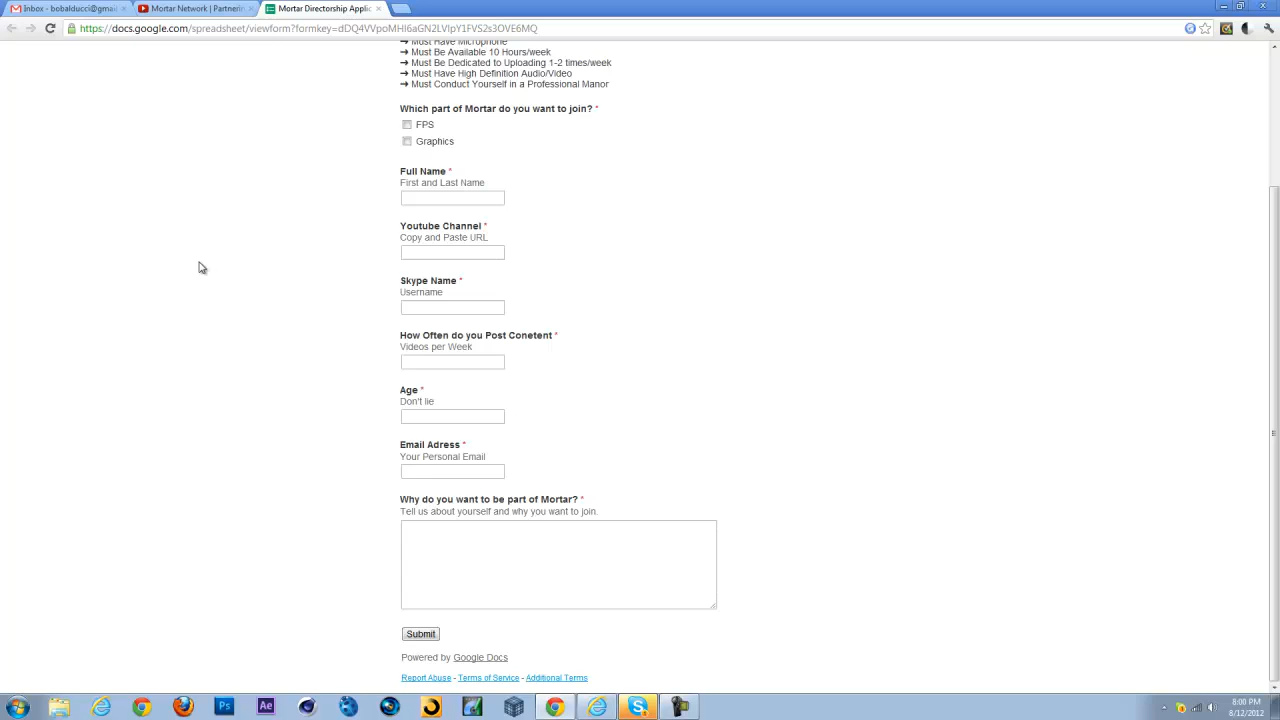 Inbox - bobalducci@gmail
Mortar Network | Partnerin
Mortar Directorship Applic
https://docs.google.com/spreadsheet/viewform?formkey=dDQ4VVpoMHI6aGN2LVlpY1FVS2s3OVE6MQ
➔ Must Have Microphone
➔ Must Be Available 10 Hours/week
➔ Must Be Dedicated to Uploading 1-2 times/week
➔ Must Have High Definition Audio/Video
➔ Must Conduct Yourself in a Professional Manor
Which part of Mortar do you want to join? *
FPS
Graphics
Full Name *
First and Last Name
Youtube Channel *
Copy and Paste URL
Skype Name *
Username
How Often do you Post Conetent *
Videos per Week
Age *
Don't lie
Email Adress *
Your Personal Email
Why do you want to be part of Mortar? *
Tell us about yourself and why you want to join.
Submit
Powered by Google Docs
Report Abuse - Terms of Service - Additional Terms
Ps
Ae
8:00 PM
8/12/2012